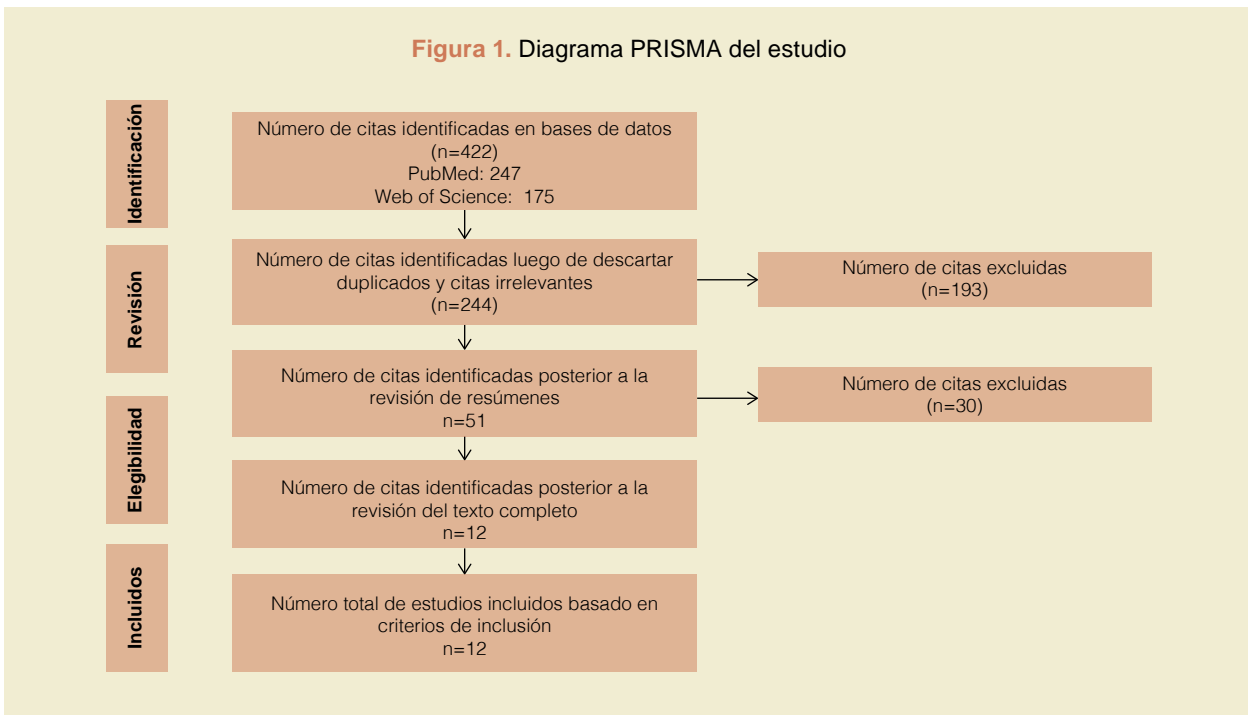 Figura 1. Diagrama PRISMA del estudio
Identificación
Número de citas identificadas en bases de datos
(n=422)
PubMed: 247
Web of Science: 175
Revisión
Número de citas identificadas luego de descartar
duplicados y citas irrelevantes
(n=244)
Número de citas excluidas
(n=193)
Número de citas identificadas posterior a la
revisión de resúmenes
n=51
Número de citas excluidas
(n=30)
Elegibilidad
Número de citas identificadas posterior a la
revisión del texto completo
n=12
Incluidos
Número total de estudios incluidos basado en
criterios de inclusión
n=12